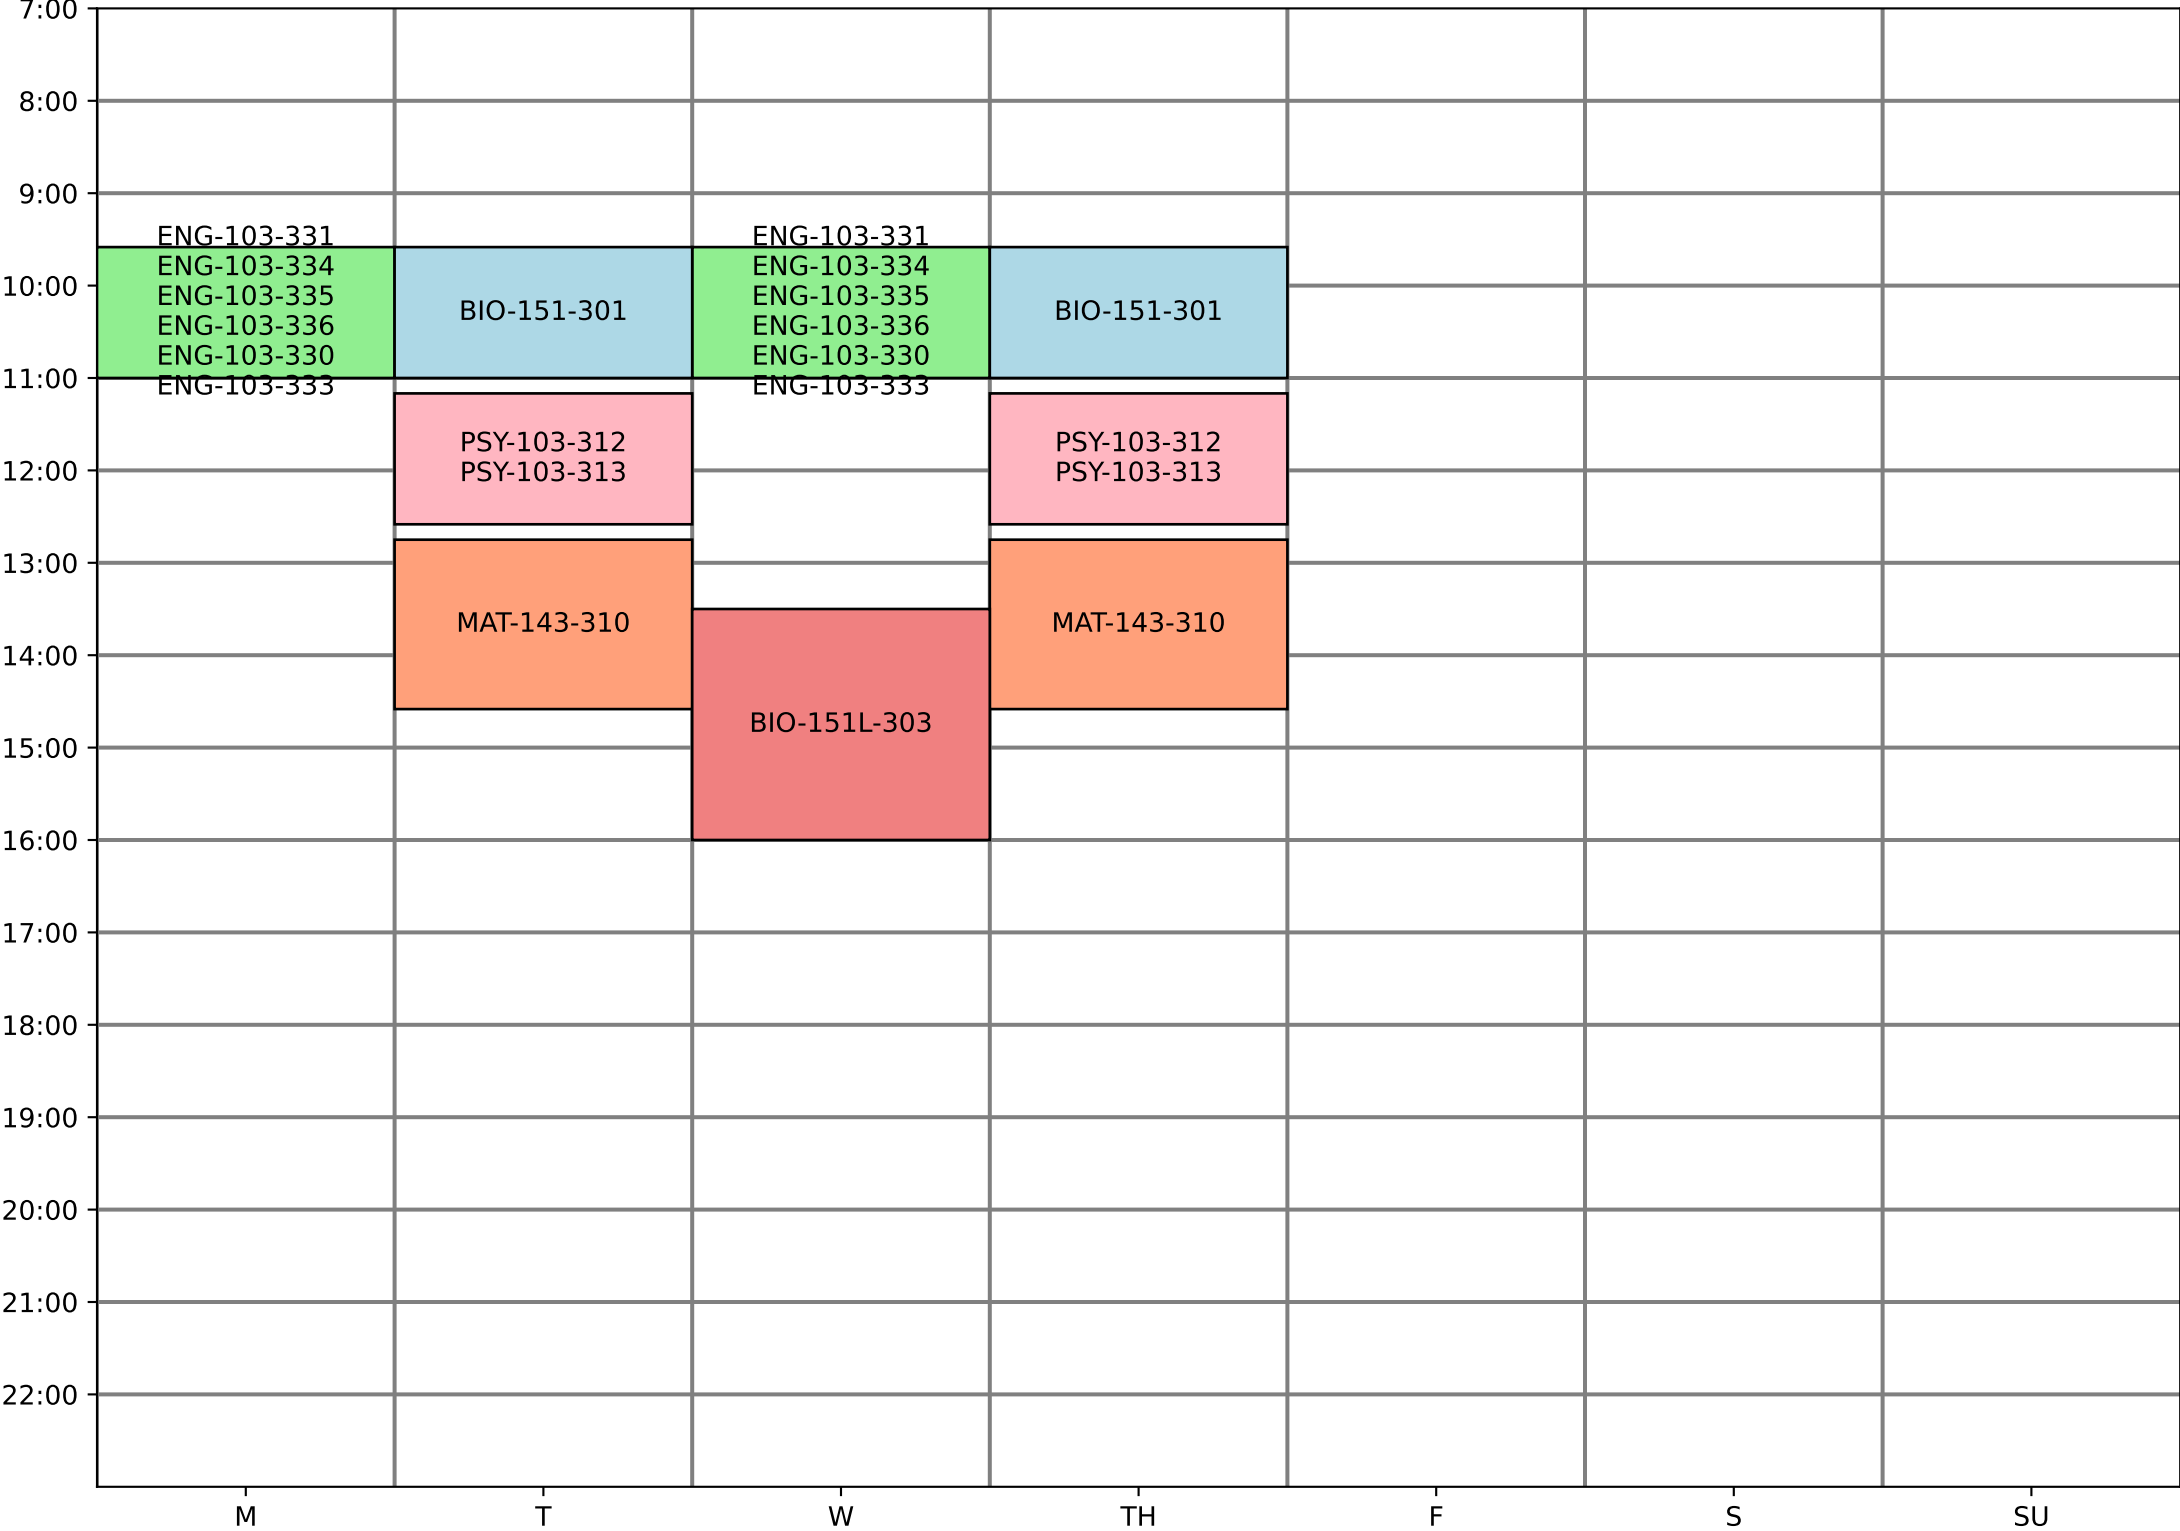 7:00
8:00
9:00
10:00
11:00
12:00
13:00
14:00
15:00
16:00
17:00
18:00
19:00
20:00
21:00
22:00
ENG-103-331
ENG-103-334
ENG-103-335
ENG-103-336
ENG-103-330
ENG-103-333
BIO-151-301
PSY-103-312
PSY-103-313
MAT-143-310
ENG-103-331
ENG-103-334
ENG-103-335
ENG-103-336
ENG-103-330
ENG-103-333
BIO-151L-303
BIO-151-301
PSY-103-312
PSY-103-313
MAT-143-310
M T W TH F S SU